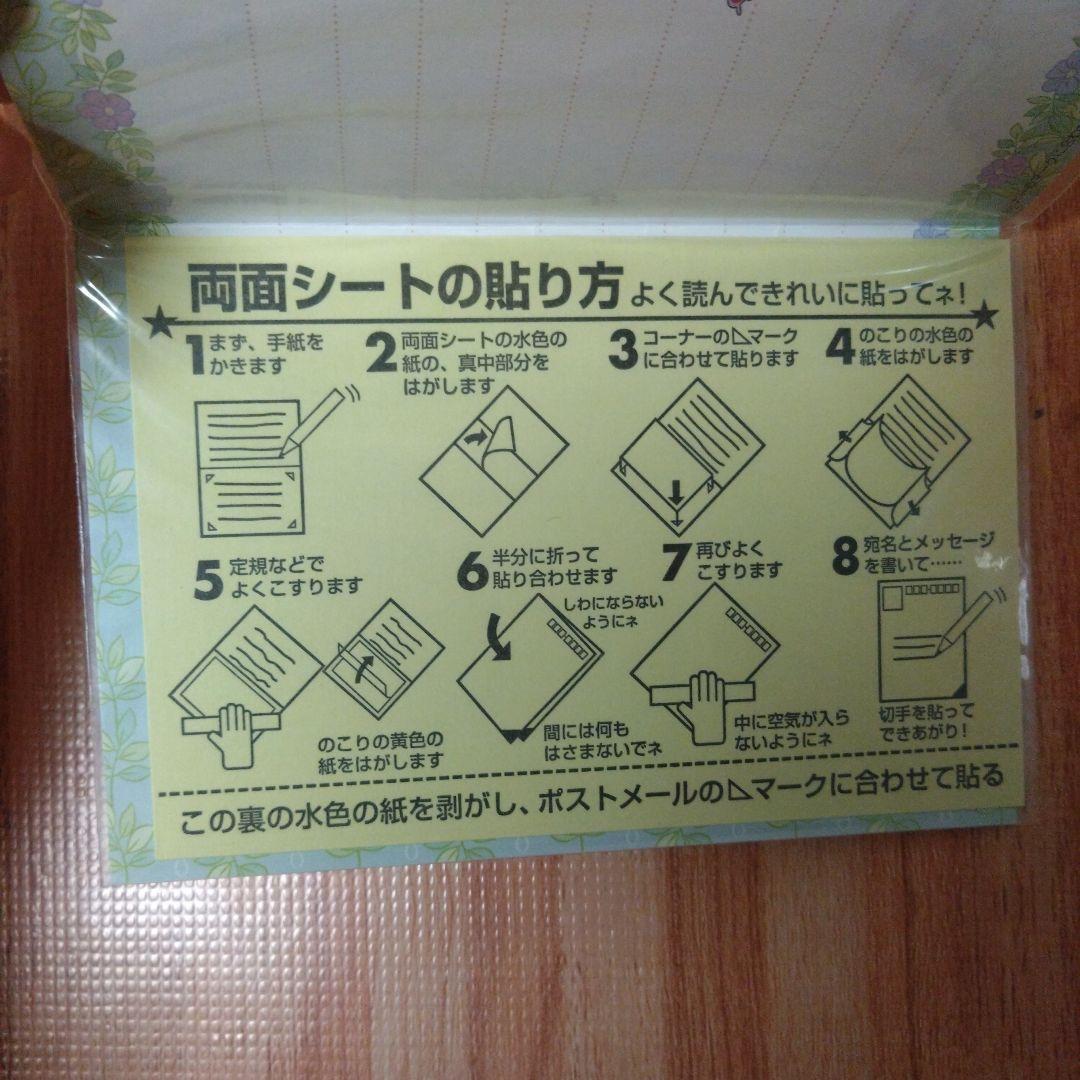 両面シートの貼り方 よく読んできれいに貼ってネ!
1 まず、手紙を
かきます
2 両面シートの水色の
紙の、真中部分を
はがします
3 コーナーの◺マーク
に合わせて貼ります
4 のこりの水色の
紙をはがします
5 定規などで
よくこすります
のこりの黄色の
紙をはがします
6 半分に折って
貼り合わせます
しわにならない
ようにネ
間には何も
はさまないでネ
7 再びよく
こすります
中に空気が入ら
ないようにネ
8 宛名とメッセージ
を書いて……
切手を貼って
できあがり!
この裏の水色の紙を剥がし、ポストメールの◺マークに合わせて貼る